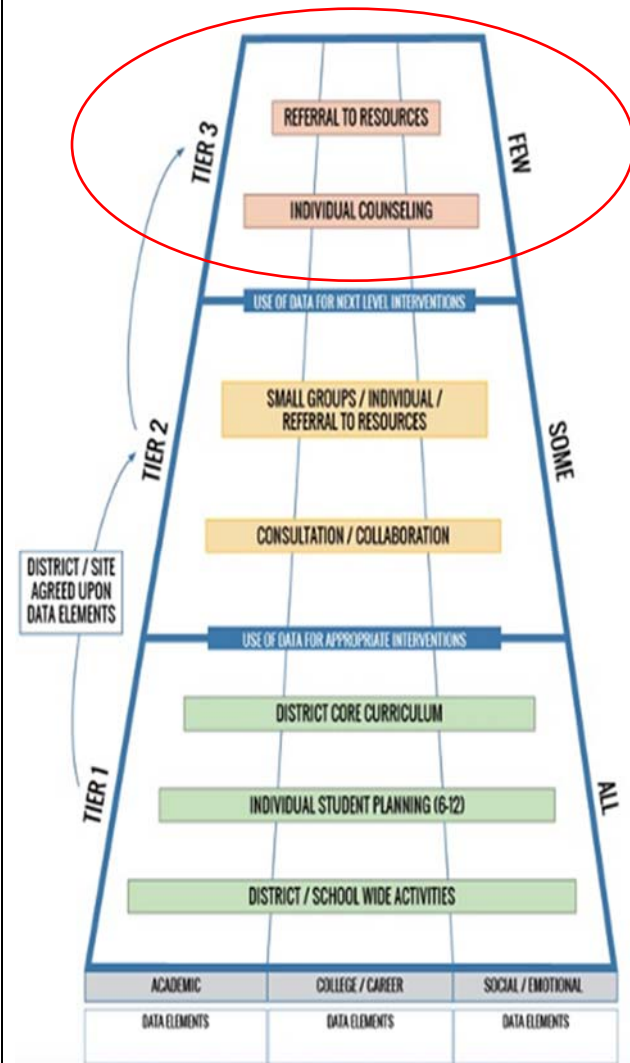 REFERRAL TO RESOURCES
TIER 3
FEW
INDIVIDUAL COUNSELING
USE OF DATA FOR NEXT LEVEL INTERVENTIONS
SMALL GROUPS / INDIVIDUAL /
REFERRAL TO RESOURCES
TIER 2
SOME
CONSULTATION / COLLABORATION
DISTRICT / SITE
AGREED UPON
DATA ELEMENTS
USE OF DATA FOR APPROPRIATE INTERVENTIONS
DISTRICT CORE CURRICULUM
TIER 1
ALL
INDIVIDUAL STUDENT PLANNING (6-12)
DISTRICT / SCHOOL WIDE ACTIVITIES
ACADEMIC
COLLEGE / CAREER
SOCIAL / EMOTIONAL
DATA ELEMENTS
DATA ELEMENTS
DATA ELEMENTS